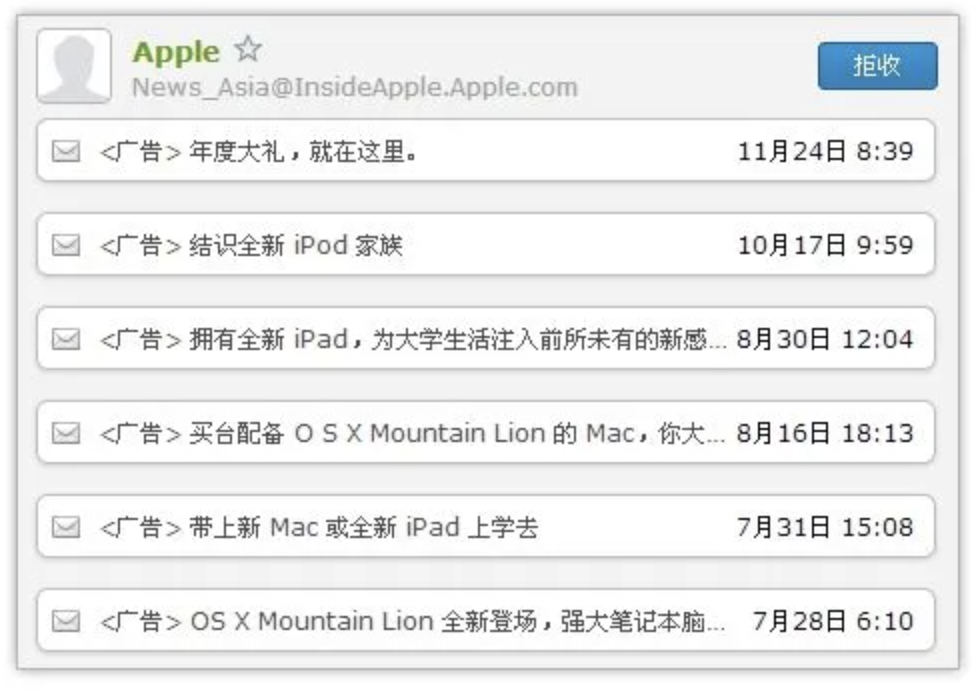 Apple
拒收
News_Asia@InsideApple.Apple.com
<广告> 年度大礼，就在这里。 11月24日 8:39
<广告> 结识全新 iPod 家族 10月17日 9:59
<广告> 拥有全新 iPad，为大学生活注入前所未有的新感... 8月30日 12:04
<广告> 买台配备 O S X Mountain Lion 的 Mac，你大... 8月16日 18:13
<广告> 带上新 Mac 或全新 iPad 上学去 7月31日 15:08
<广告> OS X Mountain Lion 全新登场，强大笔记本脑... 7月28日 6:10